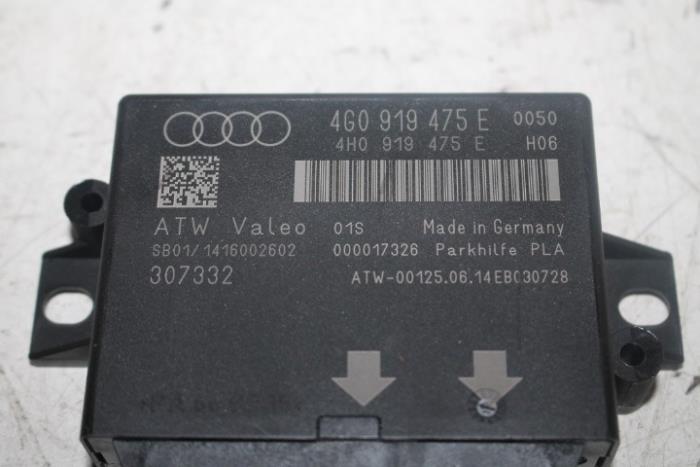 4G0 919 475 E 0050
4H0 919 475 E H06
ATW Valeo 01S Made in Germany
SB01/1416002602 000017326 Parkhilfe PLA
307332 ATW-00125.06.14EB030728